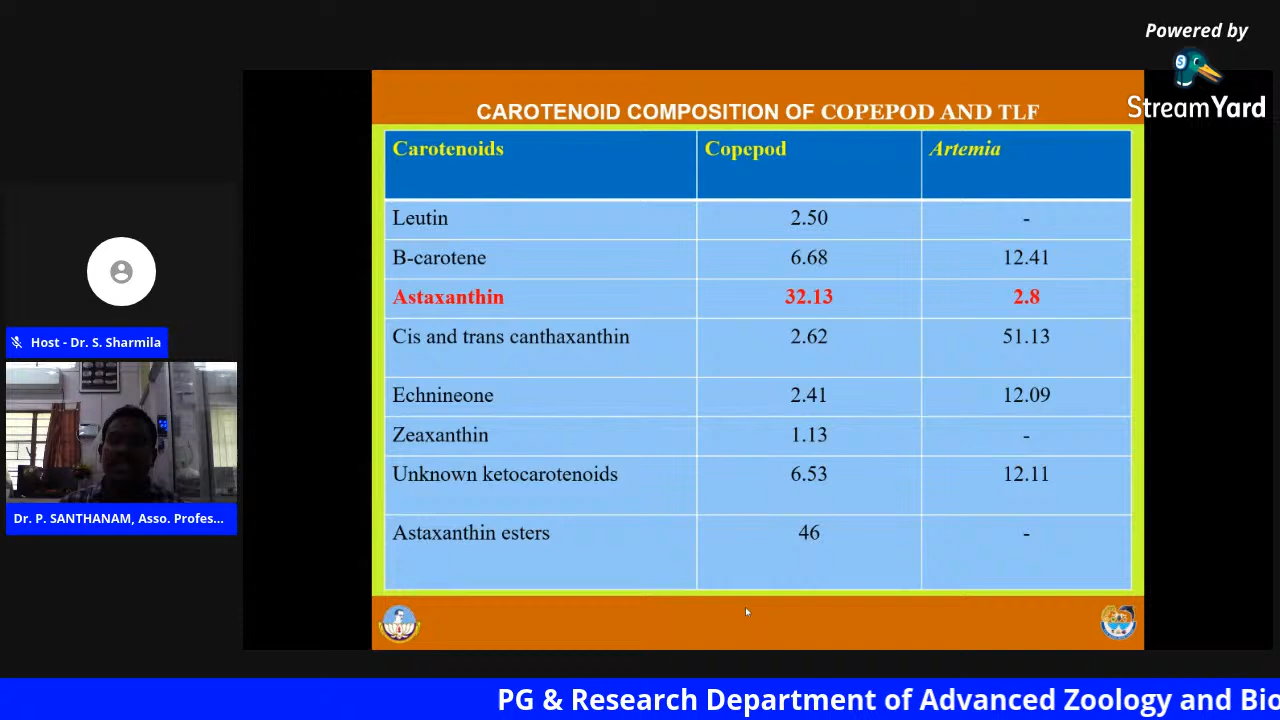 Powered by
StreamYard
CAROTENOID COMPOSITION OF COPEPOD AND TLF
Carotenoids Copepod Artemia
Leutin 2.50 -
B-carotene 6.68 12.41
Astaxanthin 32.13 2.8
Cis and trans canthaxanthin 2.62 51.13
Echnineone 2.41 12.09
Zeaxanthin 1.13 -
Unknown ketocarotenoids 6.53 12.11
Astaxanthin esters 46 -
Host - Dr. S. Sharmila
Dr. P. SANTHANAM, Asso. Profes...
PG & Research Department of Advanced Zoology and Bio